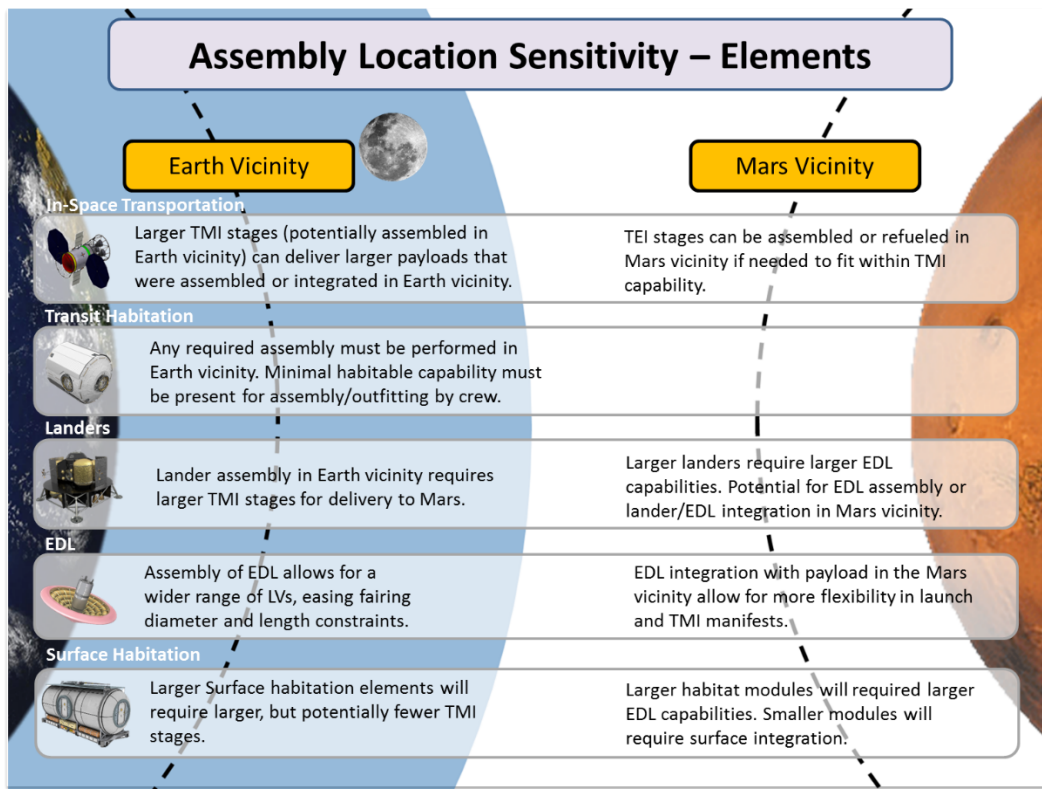 Assembly Location Sensitivity – Elements
Earth Vicinity
Mars Vicinity
In-Space Transportation
Larger TMI stages (potentially assembled in
Earth vicinity) can deliver larger payloads that
were assembled or integrated in Earth vicinity.
TEI stages can be assembled or refueled in
Mars vicinity if needed to fit within TMI
capability.
Transit Habitation
Any required assembly must be performed in
Earth vicinity. Minimal habitable capability must
be present for assembly/outfitting by crew.
Landers
Lander assembly in Earth vicinity requires
larger TMI stages for delivery to Mars.
Larger landers require larger EDL
capabilities. Potential for EDL assembly or
lander/EDL integration in Mars vicinity.
EDL
Assembly of EDL allows for a
wider range of LVs, easing fairing
diameter and length constraints.
EDL integration with payload in the Mars
vicinity allow for more flexibility in launch
and TMI manifests.
Surface Habitation
Larger Surface habitation elements will
require larger, but potentially fewer TMI
stages.
Larger habitat modules will required larger
EDL capabilities. Smaller modules will
require surface integration.